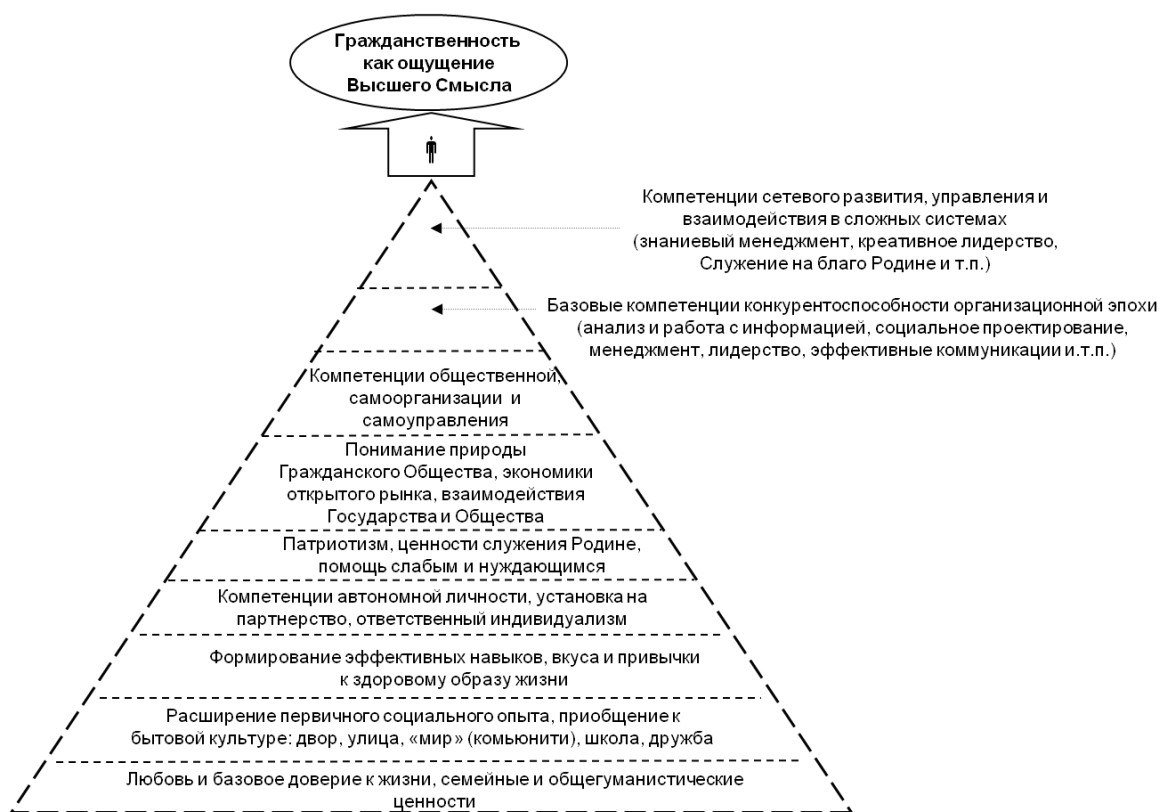 Гражданственность
как ощущение
Высшего Смысла
Компетенции сетевого развития, управления и
взаимодействия в сложных системах
(знаниевый менеджмент, креативное лидерство,
Служение на благо Родине и т.п.)
Базовые компетенции конкурентоспособности организационной эпохи
(анализ и работа с информацией, социальное проектирование,
менеджмент, лидерство, эффективные коммуникации и.т.п.)
Компетенции общественной,
самоорганизации и
самоуправления
Понимание природы
Гражданского Общества, экономики
открытого рынка, взаимодействия
Государства и Общества
Патриотизм, ценности служения Родине,
помощь слабым и нуждающимся
Компетенции автономной личности, установка на
партнерство, ответственный индивидуализм
Формирование эффективных навыков, вкуса и привычки
к здоровому образу жизни
Расширение первичного социального опыта, приобщение к
бытовой культуре: двор, улица, «мир» (комьюнити), школа, дружба
Любовь и базовое доверие к жизни, семейные и общегуманистические
ценности